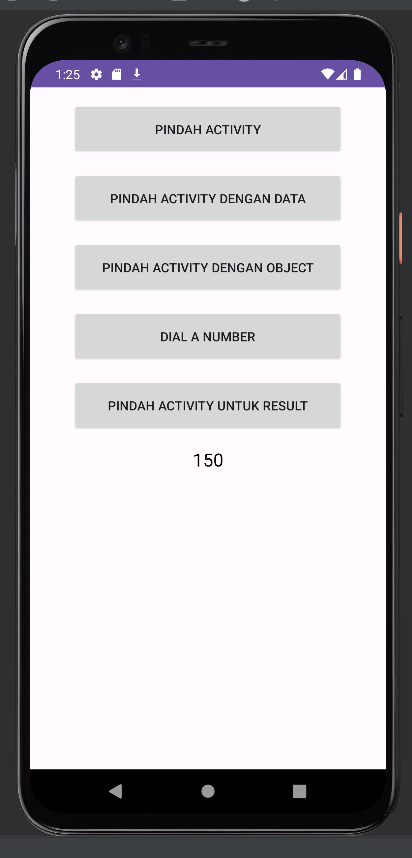 1:25
PINDAH ACTIVITY
PINDAH ACTIVITY DENGAN DATA
PINDAH ACTIVITY DENGAN OBJECT
DIAL A NUMBER
PINDAH ACTIVITY UNTUK RESULT
150